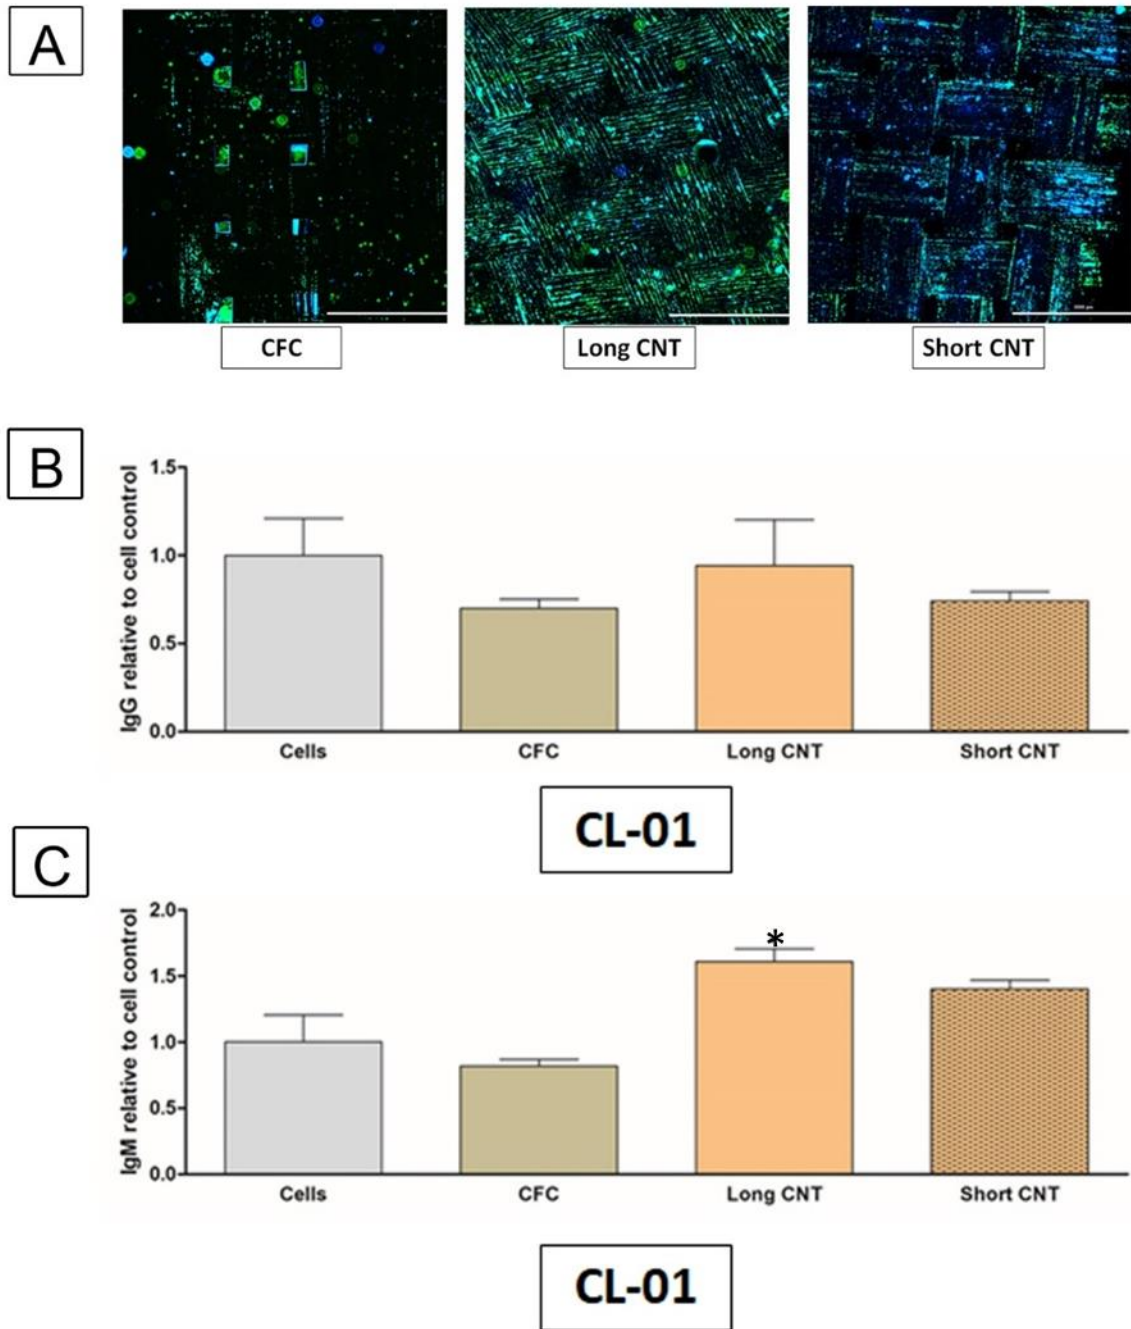 A
CFC
Long CNT
Short CNT
B
IgG relative to cell control
1.5
1.0
0.5
0.0
Cells
CFC
Long CNT
Short CNT
CL-01
C
IgM relative to cell control
2.0
1.5
*
1.0
0.5
0.0
Cells
CFC
Long CNT
Short CNT
CL-01